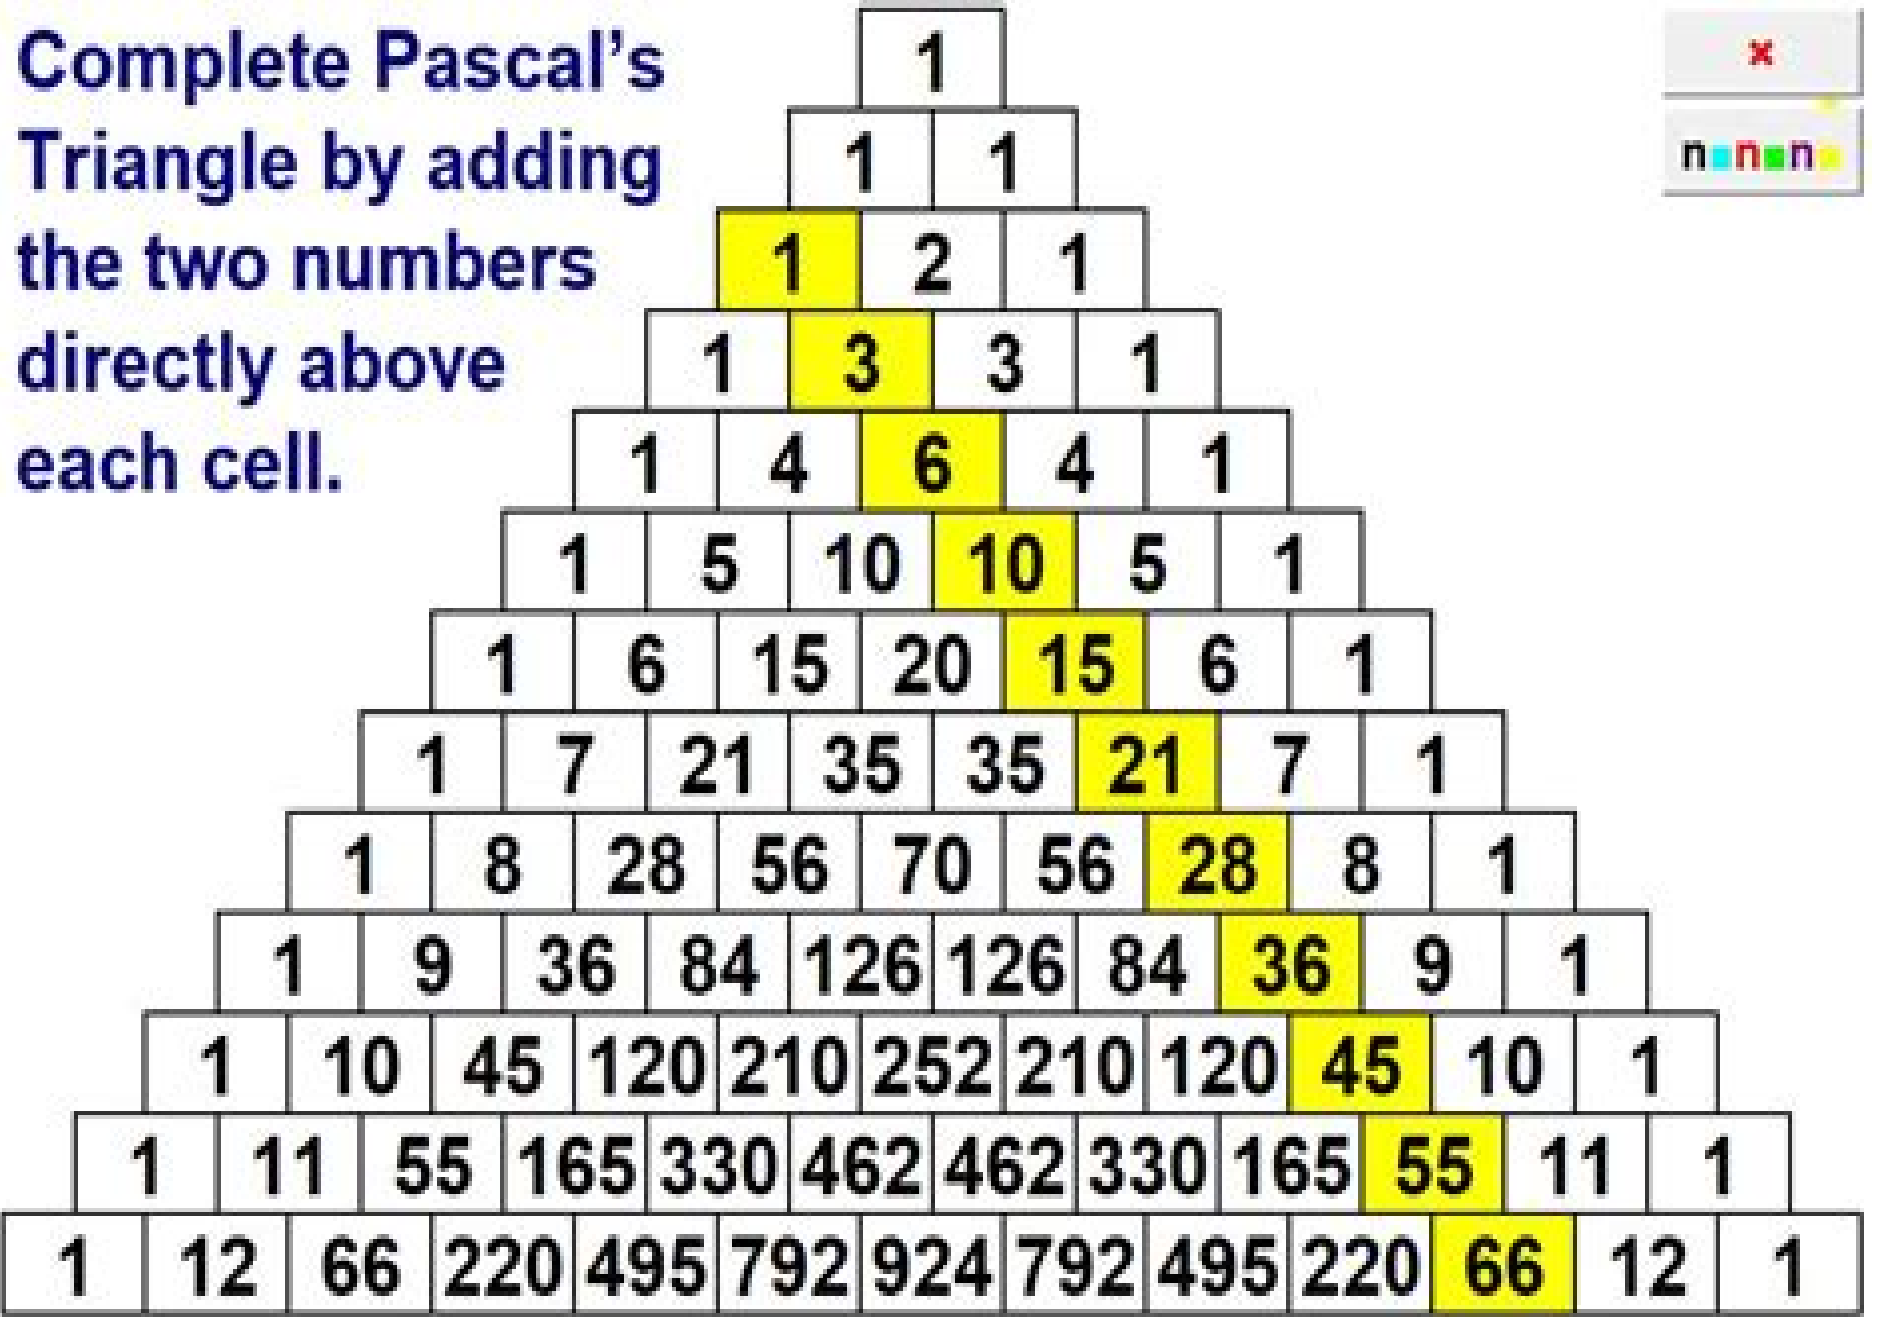 Complete Pascal's
Triangle by adding
the two numbers
directly above
each cell.
x
n n n
1
1 1
1 2 1
1 3 3 1
1 4 6 4 1
1 5 10 10 5 1
1 6 15 20 15 6 1
1 7 21 35 35 21 7 1
1 8 28 56 70 56 28 8 1
1 9 36 84 126 126 84 36 9 1
1 10 45 120 210 252 210 120 45 10 1
1 11 55 165 330 462 462 330 165 55 11 1
1 12 66 220 495 792 924 792 495 220 66 12 1